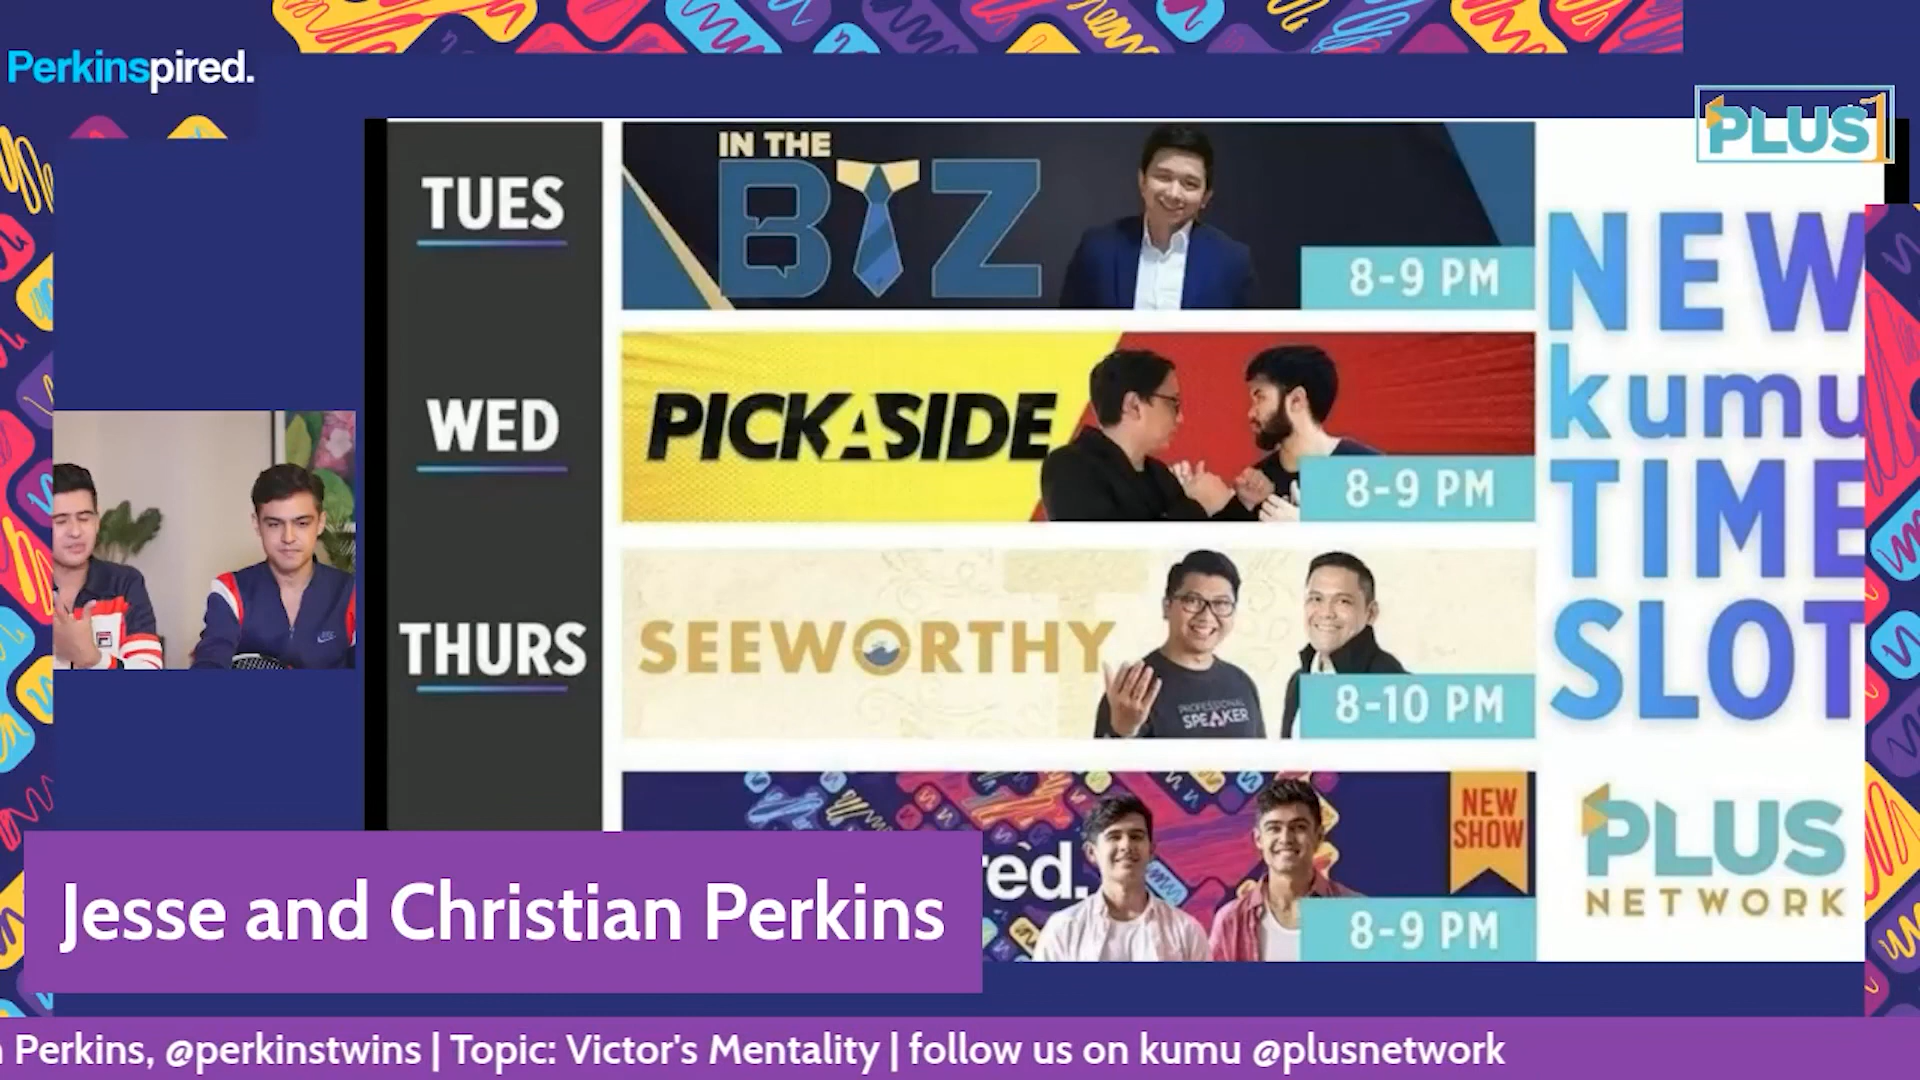 Perkinspired.
PLUS1
TUES
IN THE
BIZ
8-9 PM
WED
PICK A SIDE
8-9 PM
THURS
SEEWORTHY
PROFESSIONAL
SPEAKER
8-10 PM
NEW
SHOW
red.
8-9 PM
NEW
kumu
TIME
SLOT
PLUS
NETWORK
Jesse and Christian Perkins
Perkins, @perkinstwins | Topic: Victor's Mentality | follow us on kumu @plusnetwork